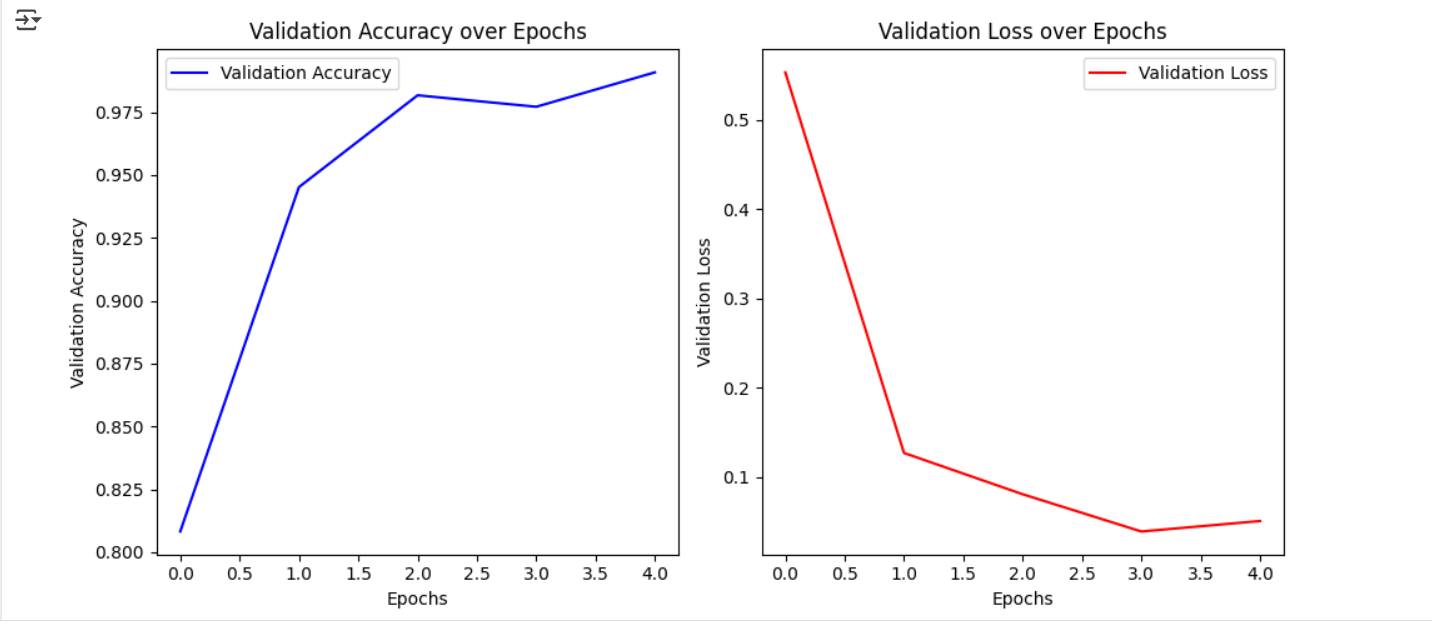 Validation Accuracy over Epochs
Validation Accuracy
0.975
0.950
0.925
0.900
0.875
0.850
0.825
0.800
Validation Accuracy
0.0 0.5 1.0 1.5 2.0 2.5 3.0 3.5 4.0
Epochs
Validation Loss over Epochs
Validation Loss
0.5
0.4
0.3
0.2
0.1
Validation Loss
0.0 0.5 1.0 1.5 2.0 2.5 3.0 3.5 4.0
Epochs